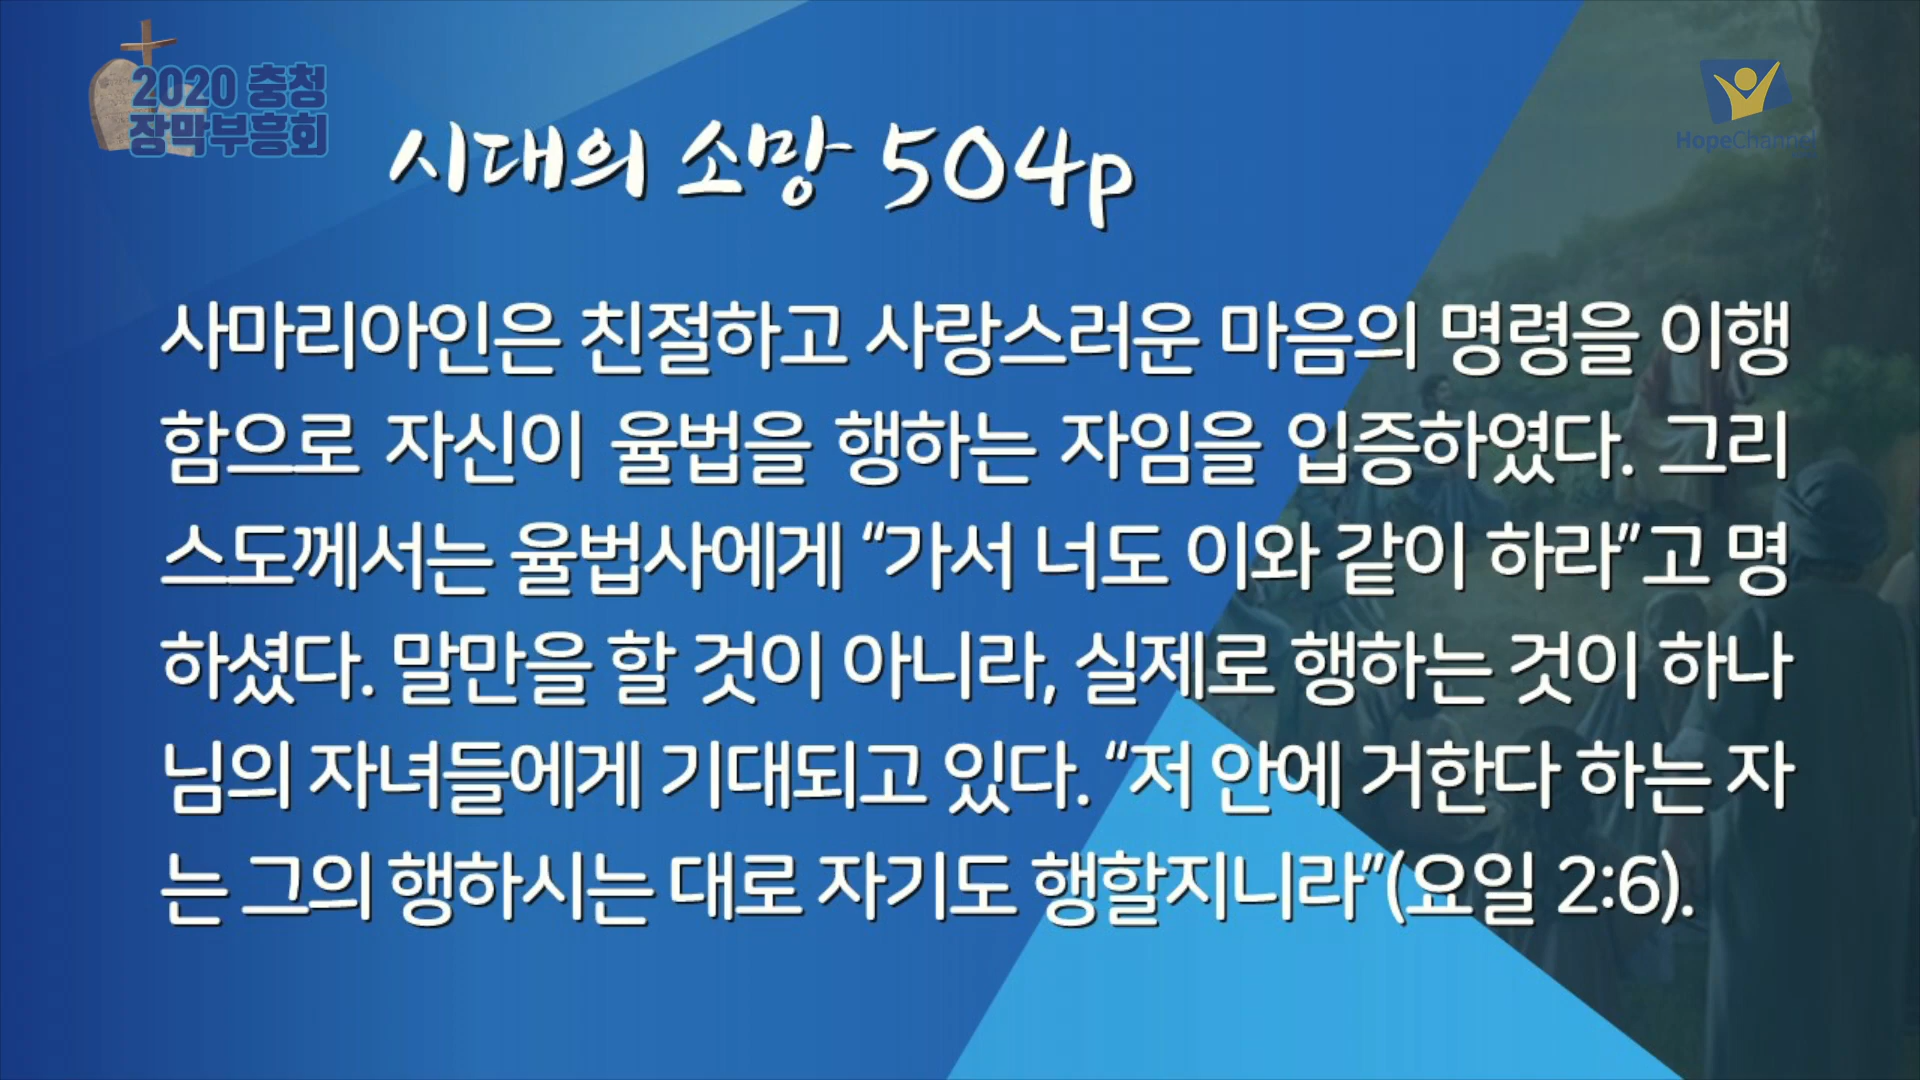 2020 충청
장막부흥회
HopeChannel
시대의 소망 504p
사마리아인은 친절하고 사랑스러운 마음의 명령을 이행
함으로 자신이 율법을 행하는 자임을 입증하였다. 그리
스도께서는 율법사에게 “가서 너도 이와 같이 하라”고 명
하셨다. 말만을 할 것이 아니라, 실제로 행하는 것이 하나
님의 자녀들에게 기대되고 있다. “저 안에 거한다 하는 자
는 그의 행하시는 대로 자기도 행할지니라”(요일 2:6).